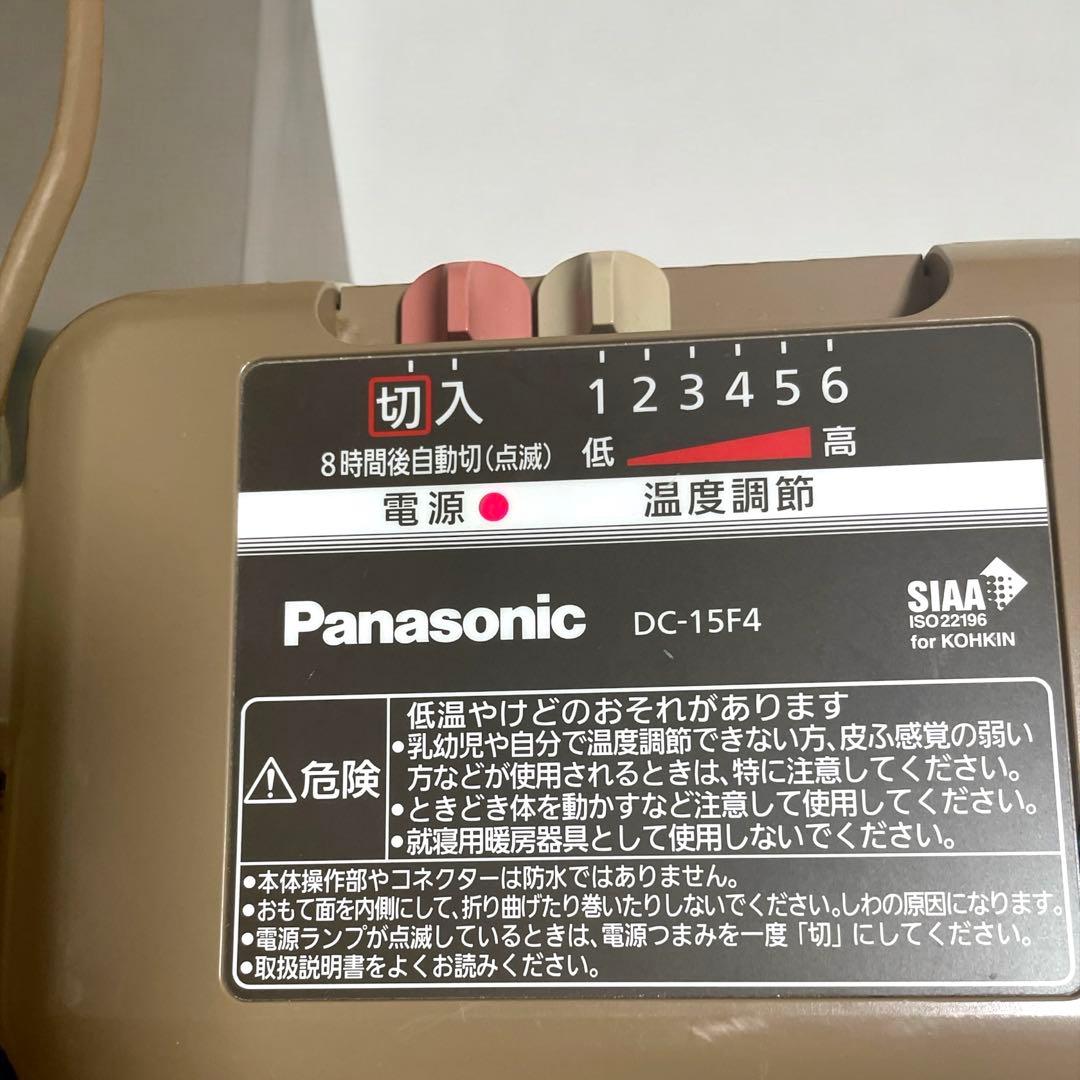 切 入 1 2 3 4 5 6
8時間後自動切(点滅) 低 高
電源 温度調節
Panasonic DC-15F4
SIAA
ISO22196
for KOHKIN
危険
低温やけどのおそれがあります
•乳幼児や自分で温度調節できない方、皮ふ感覚の弱い
方などが使用されるときは、特に注意してください。
•ときどき体を動かすなど注意して使用してください。
•就寝用暖房器具として使用しないでください。
•本体操作部やコネクターは防水ではありません。
•おもて面を内側にして、折り曲げたり巻いたりしないでください。しわの原因になります。
•電源ランプが点滅しているときは、電源つまみを一度「切」にしてください。
•取扱説明書をよくお読みください。